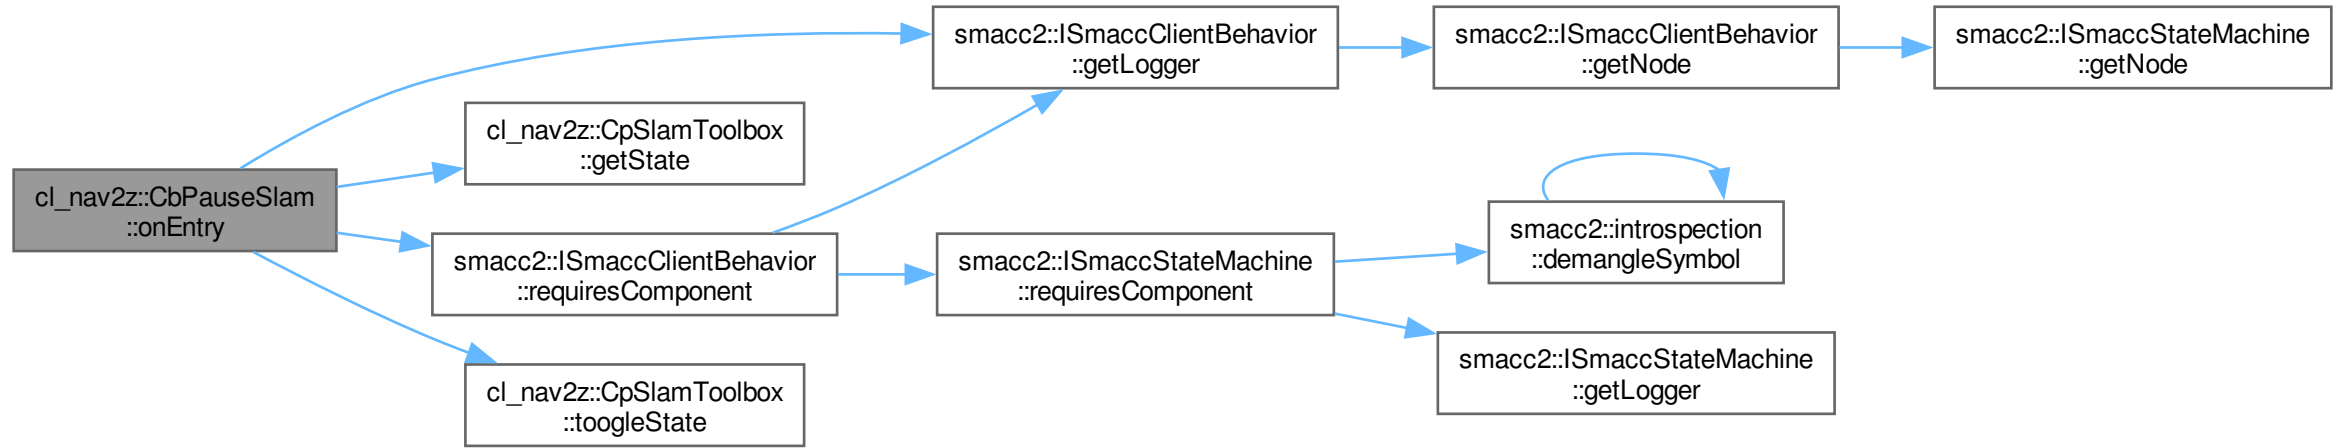 cl_nav2z::CbPauseSlam
::onEntry
smacc2::ISmaccClientBehavior
::getLogger
smacc2::ISmaccClientBehavior
::getNode
smacc2::ISmaccStateMachine
::getNode
cl_nav2z::CpSlamToolbox
::getState
smacc2::ISmaccClientBehavior
::requiresComponent
smacc2::ISmaccStateMachine
::requiresComponent
smacc2::introspection
::demangleSymbol
smacc2::ISmaccStateMachine
::getLogger
cl_nav2z::CpSlamToolbox
::toogleState